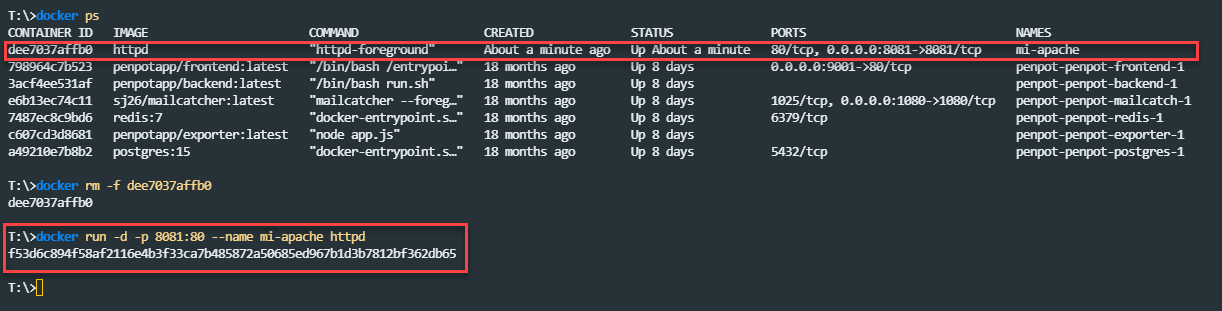 T:\>docker ps
CONTAINER ID   IMAGE                      COMMAND                  CREATED              STATUS              PORTS                              NAMES
dee7037affb0   httpd                      "httpd-foreground"       About a minute ago   Up About a minute   80/tcp, 0.0.0.0:8081->8081/tcp     mi-apache
798964c7b523   penpotapp/frontend:latest   "/bin/bash /entrypoi…"   18 months ago        Up 8 days           0.0.0.0:9001->80/tcp               penpot-penpot-frontend-1
3acf4ee531af   penpotapp/backend:latest    "/bin/bash run.sh"       18 months ago        Up 8 days                                              penpot-penpot-backend-1
e6b13ec74c11   sj26/mailcatcher:latest     "mailcatcher --foreg…"   18 months ago        Up 8 days           1025/tcp, 0.0.0.0:1080->1080/tcp   penpot-penpot-mailcatch-1
7487ec8c9bd6   redis:7                    "docker-entrypoint.s…"   18 months ago        Up 8 days           6379/tcp                           penpot-penpot-redis-1
c607cd3d8681   penpotapp/exporter:latest   "node app.js"            18 months ago        Up 8 days                                              penpot-penpot-exporter-1
a49210e7b8b2   postgres:15                "docker-entrypoint.s…"   18 months ago        Up 8 days           5432/tcp                           penpot-penpot-postgres-1
T:\>docker rm -f dee7037affb0
dee7037affb0
T:\>docker run -d -p 8081:80 --name mi-apache httpd
f53d6c894f58af2116e4b3f33ca7b485872a50685ed967b1d3b7812bf362db65
T:\>